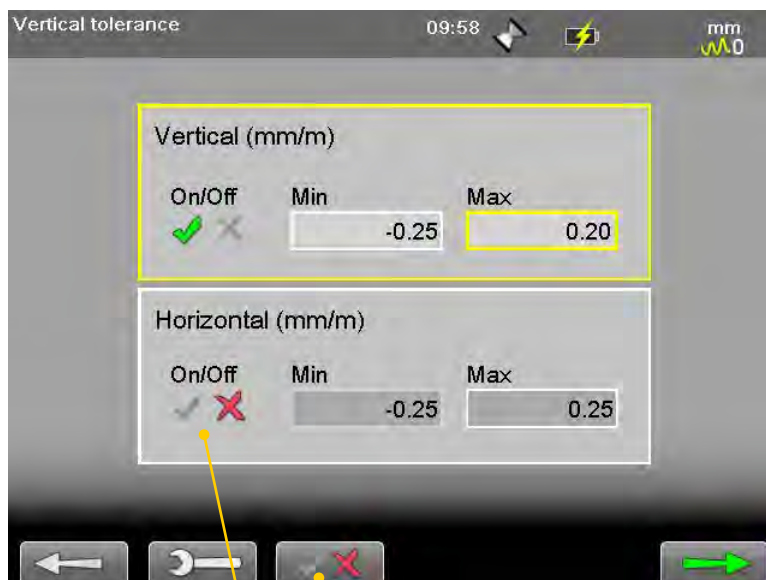 Vertical tolerance 09:58 mm
0
Vertical (mm/m)
On/Off Min Max
-0.25 0.20
Horizontal (mm/m)
On/Off Min Max
-0.25 0.25